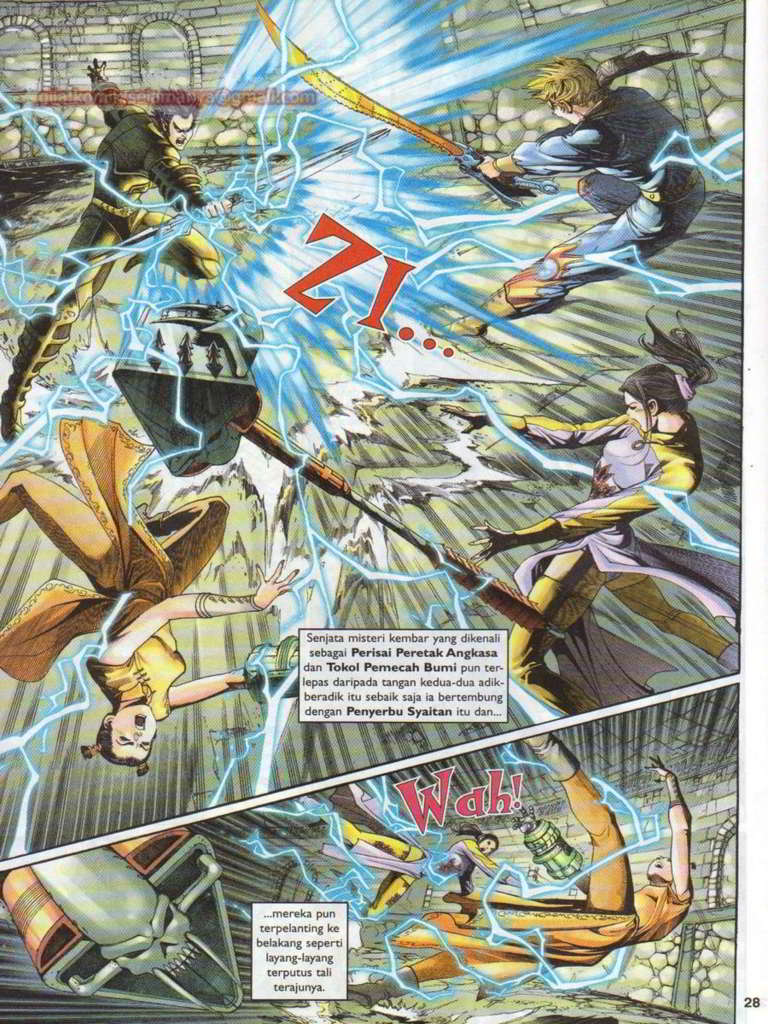 ZI...
Senjata misteri kembar yang dikenali
sebagai Perisai Peretak Angkasa
dan Tokol Pemecah Bumi pun ter-
lepas daripada tangan kedua-dua adik-
beradik itu sebaik saja ia bertembung
dengan Penyerbu Syaitan itu dan...
Wah!
...mereka pun
terpelanting ke
belakang seperti
layang-layang
terputus tali
terajunya.
28